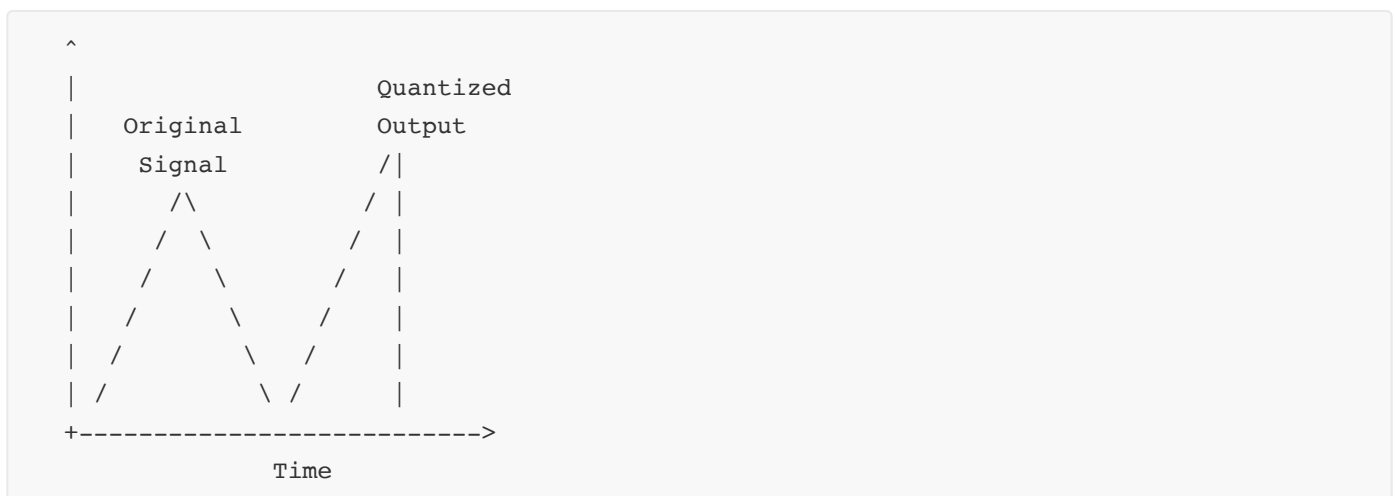 ^
|                    Quantized
|   Original         Output
|    Signal          /|
|      /\           / |
|     /  \         /  |
|    /    \       /   |
|   /      \     /    |
|  /        \   /     |
| /          \ /      |
+--------------------------->
              Time